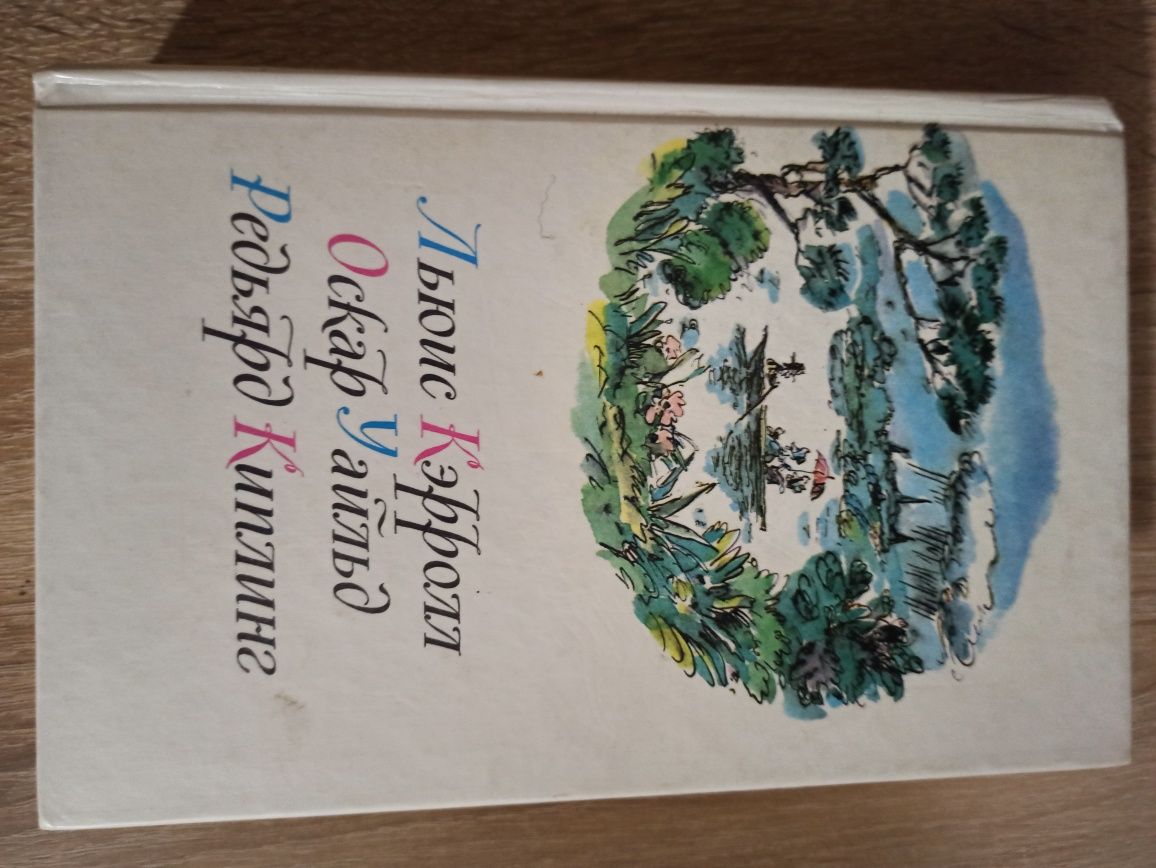 Льюис Кэрролл
Оскар Уайльд
Редьярд Киплинг